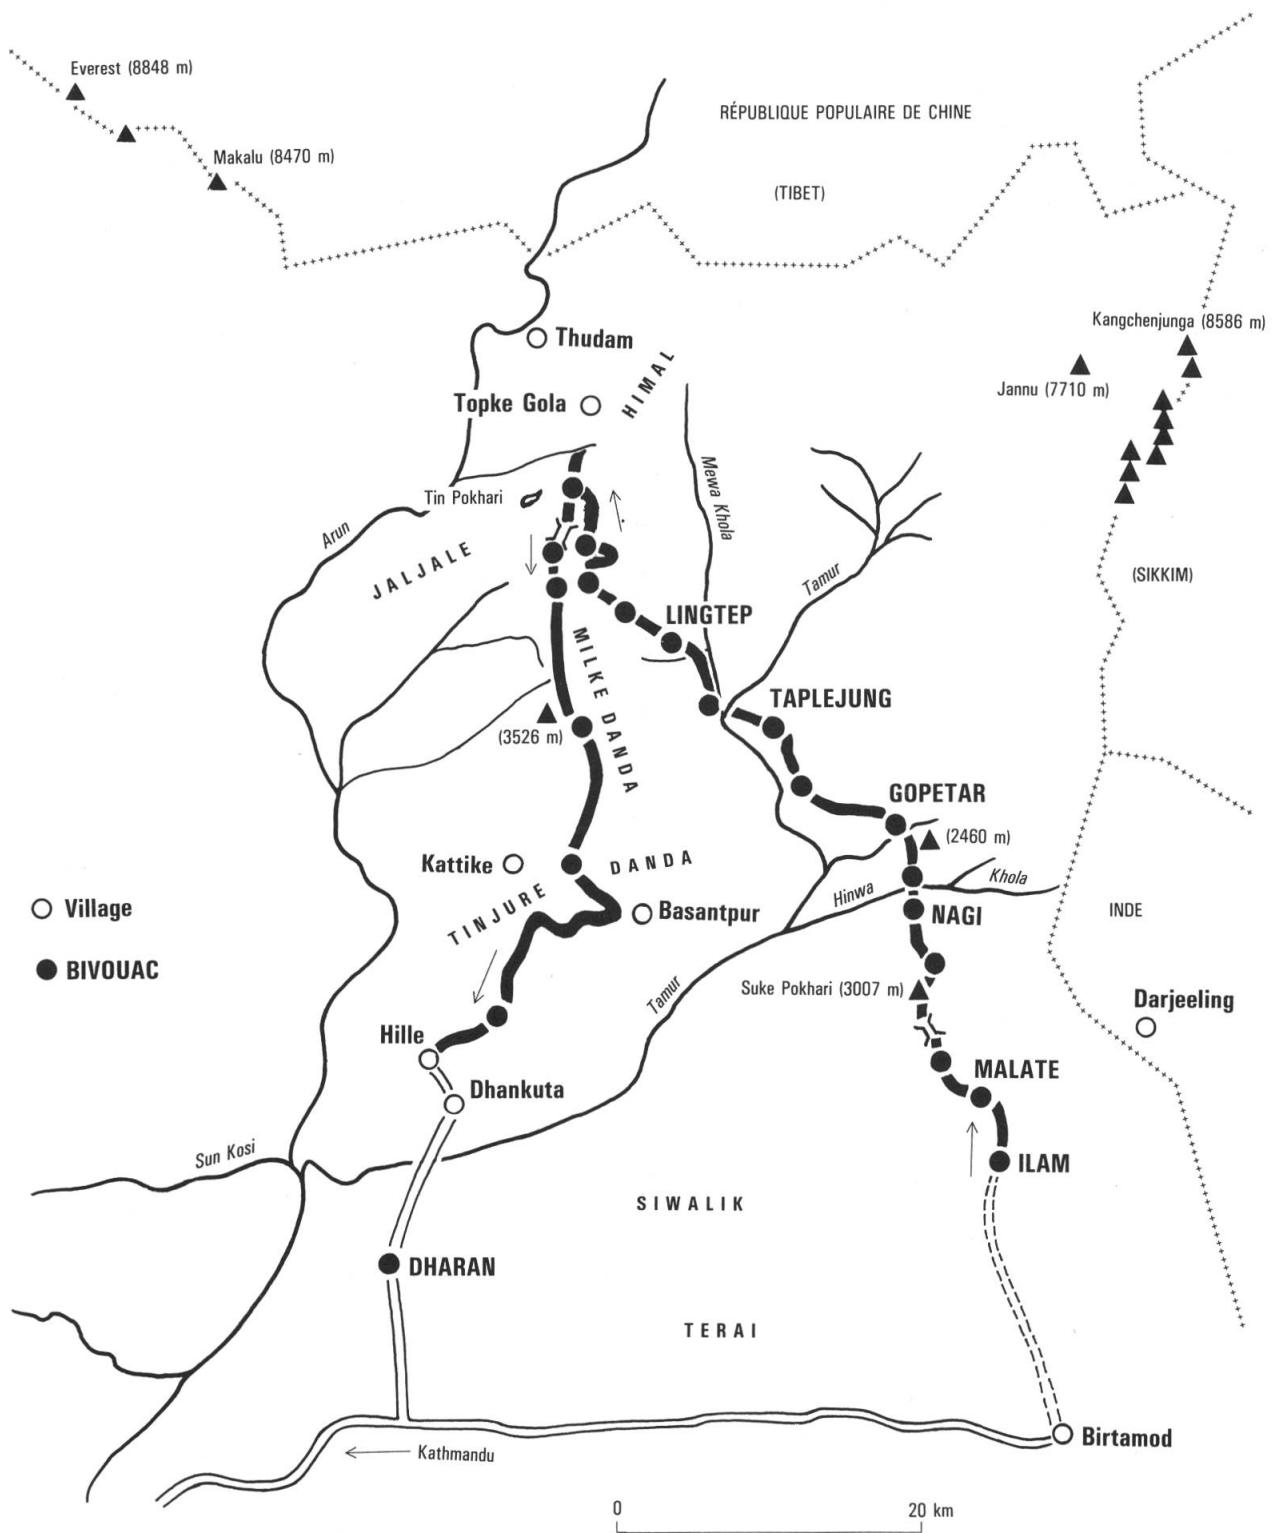 Everest (8848 m)
RÉPUBLIQUE POPULAIRE DE CHINE
Makalu (8470 m)
(TIBET)
Kangchenjunga (8586 m)
Thudam
HIMAL
Jannu (7710 m)
Topke Gola
Mewa Khola
Tin Pokhari
Arun
JALJALE
Tamur
(SIKKIM)
LINGTEP
MILKE DANDA
TAPLEJUNG
(3526 m)
GOPETAR
(2460 m)
Kattike
DANDA
TINJURE
Hinwa
Khola
Village
Basantpur
NAGI
INDE
BIVOUAC
Suke Pokhari (3007 m)
Tamur
Darjeeling
Hille
MALATE
Dhankuta
Sun Kosi
ILAM
SIWALIK
DHARAN
TERAI
Birtamod
Kathmandu
0 20 km